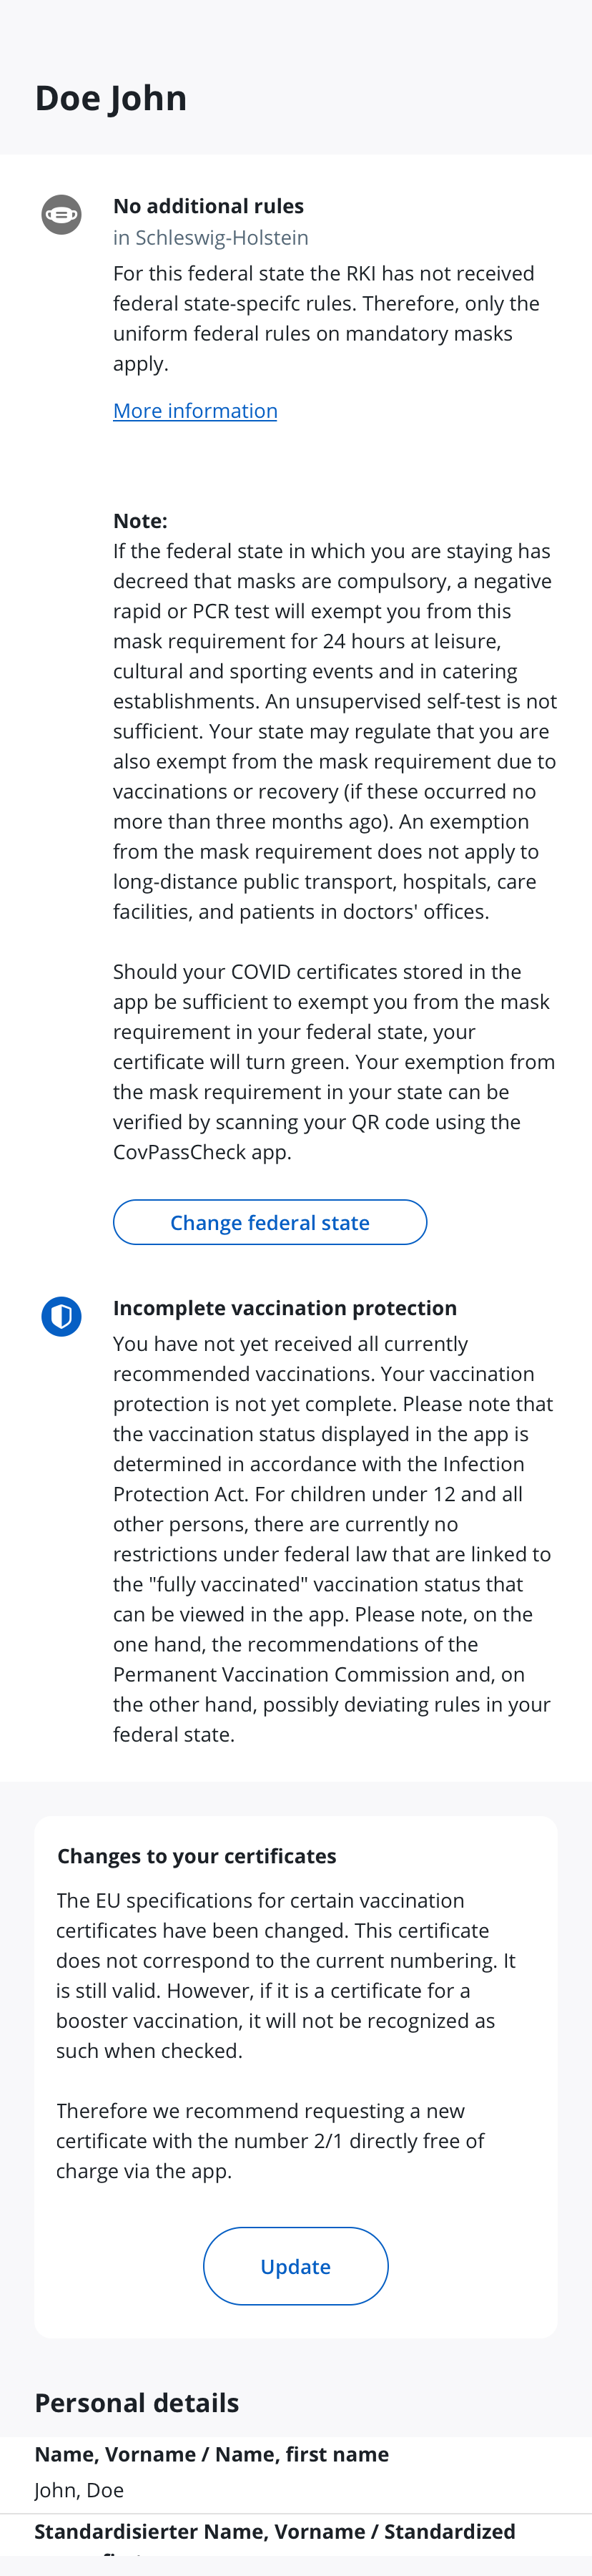 Doe John
No additional rules
in Schleswig-Holstein
For this federal state the RKI has not received
federal state-specifc rules. Therefore, only the
uniform federal rules on mandatory masks
apply.
More information
Note:
If the federal state in which you are staying has
decreed that masks are compulsory, a negative
rapid or PCR test will exempt you from this
mask requirement for 24 hours at leisure,
cultural and sporting events and in catering
establishments. An unsupervised self-test is not
sufficient. Your state may regulate that you are
also exempt from the mask requirement due to
vaccinations or recovery (if these occurred no
more than three months ago). An exemption
from the mask requirement does not apply to
long-distance public transport, hospitals, care
facilities, and patients in doctors' offices.
Should your COVID certificates stored in the
app be sufficient to exempt you from the mask
requirement in your federal state, your
certificate will turn green. Your exemption from
the mask requirement in your state can be
verified by scanning your QR code using the
CovPassCheck app.
Change federal state
Incomplete vaccination protection
You have not yet received all currently
recommended vaccinations. Your vaccination
protection is not yet complete. Please note that
the vaccination status displayed in the app is
determined in accordance with the Infection
Protection Act. For children under 12 and all
other persons, there are currently no
restrictions under federal law that are linked to
the "fully vaccinated" vaccination status that
can be viewed in the app. Please note, on the
one hand, the recommendations of the
Permanent Vaccination Commission and, on
the other hand, possibly deviating rules in your
federal state.
Changes to your certificates
The EU specifications for certain vaccination
certificates have been changed. This certificate
does not correspond to the current numbering. It
is still valid. However, if it is a certificate for a
booster vaccination, it will not be recognized as
such when checked.
Therefore we recommend requesting a new
certificate with the number 2/1 directly free of
charge via the app.
Update
Personal details
Name, Vorname / Name, first name
John, Doe
Standardisierter Name, Vorname / Standardized